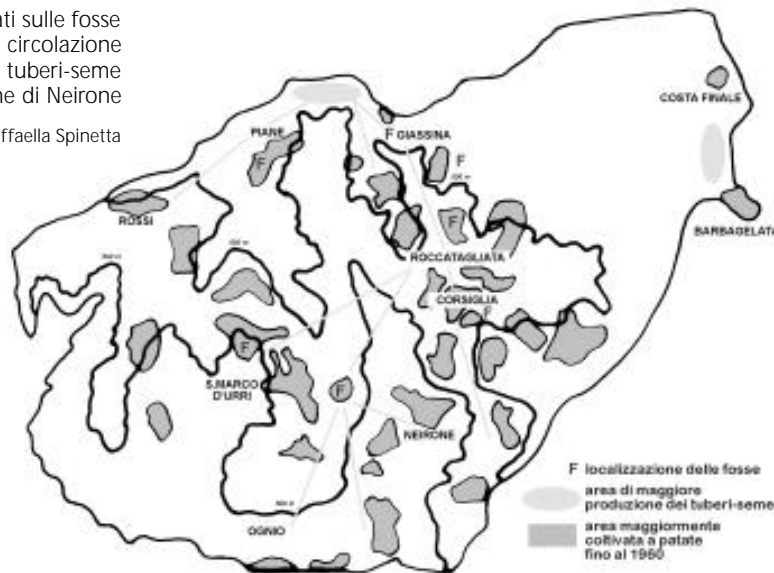 ati sulle fosse
circolazione
tuberi-seme
ne di Neirone
ffaella Spinetta
COSTA FINALE
PIANE
F
F GIASSINA
F
ROSSI
F
BARBAGELATA
ROCCATAGLIATA
CORSIGLIA
F
F
S.MARCO
D'URRI
F
NEIRONE
OGNIO
F localizzazione delle fosse
area di maggiore
produzione dei tuberi-seme
area maggiormente
coltivata a patate
fino al 1960